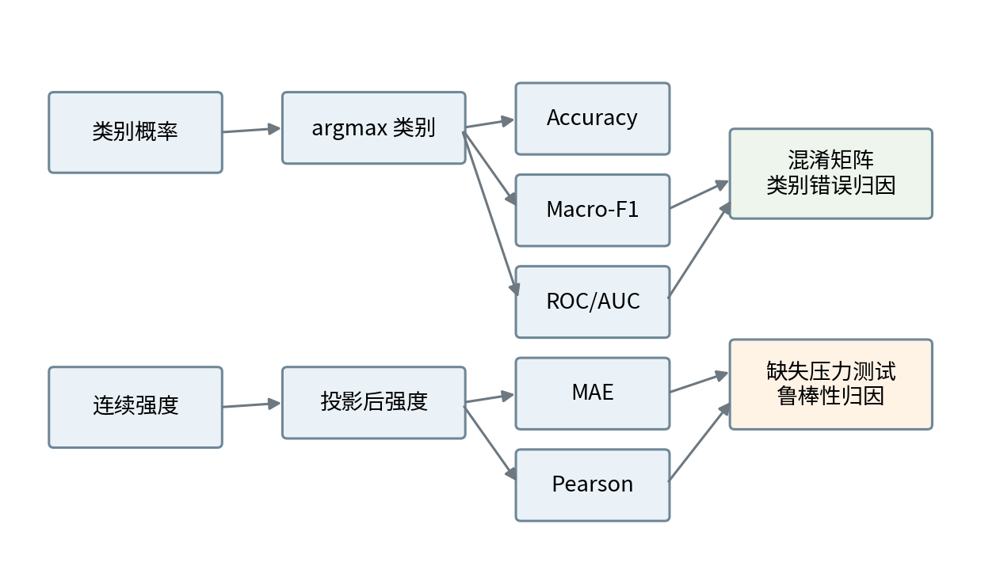 类别概率
argmax 类别
Accuracy
Macro-F1
ROC/AUC
混淆矩阵
类别错误归因
连续强度
投影后强度
MAE
Pearson
缺失压力测试
鲁棒性归因